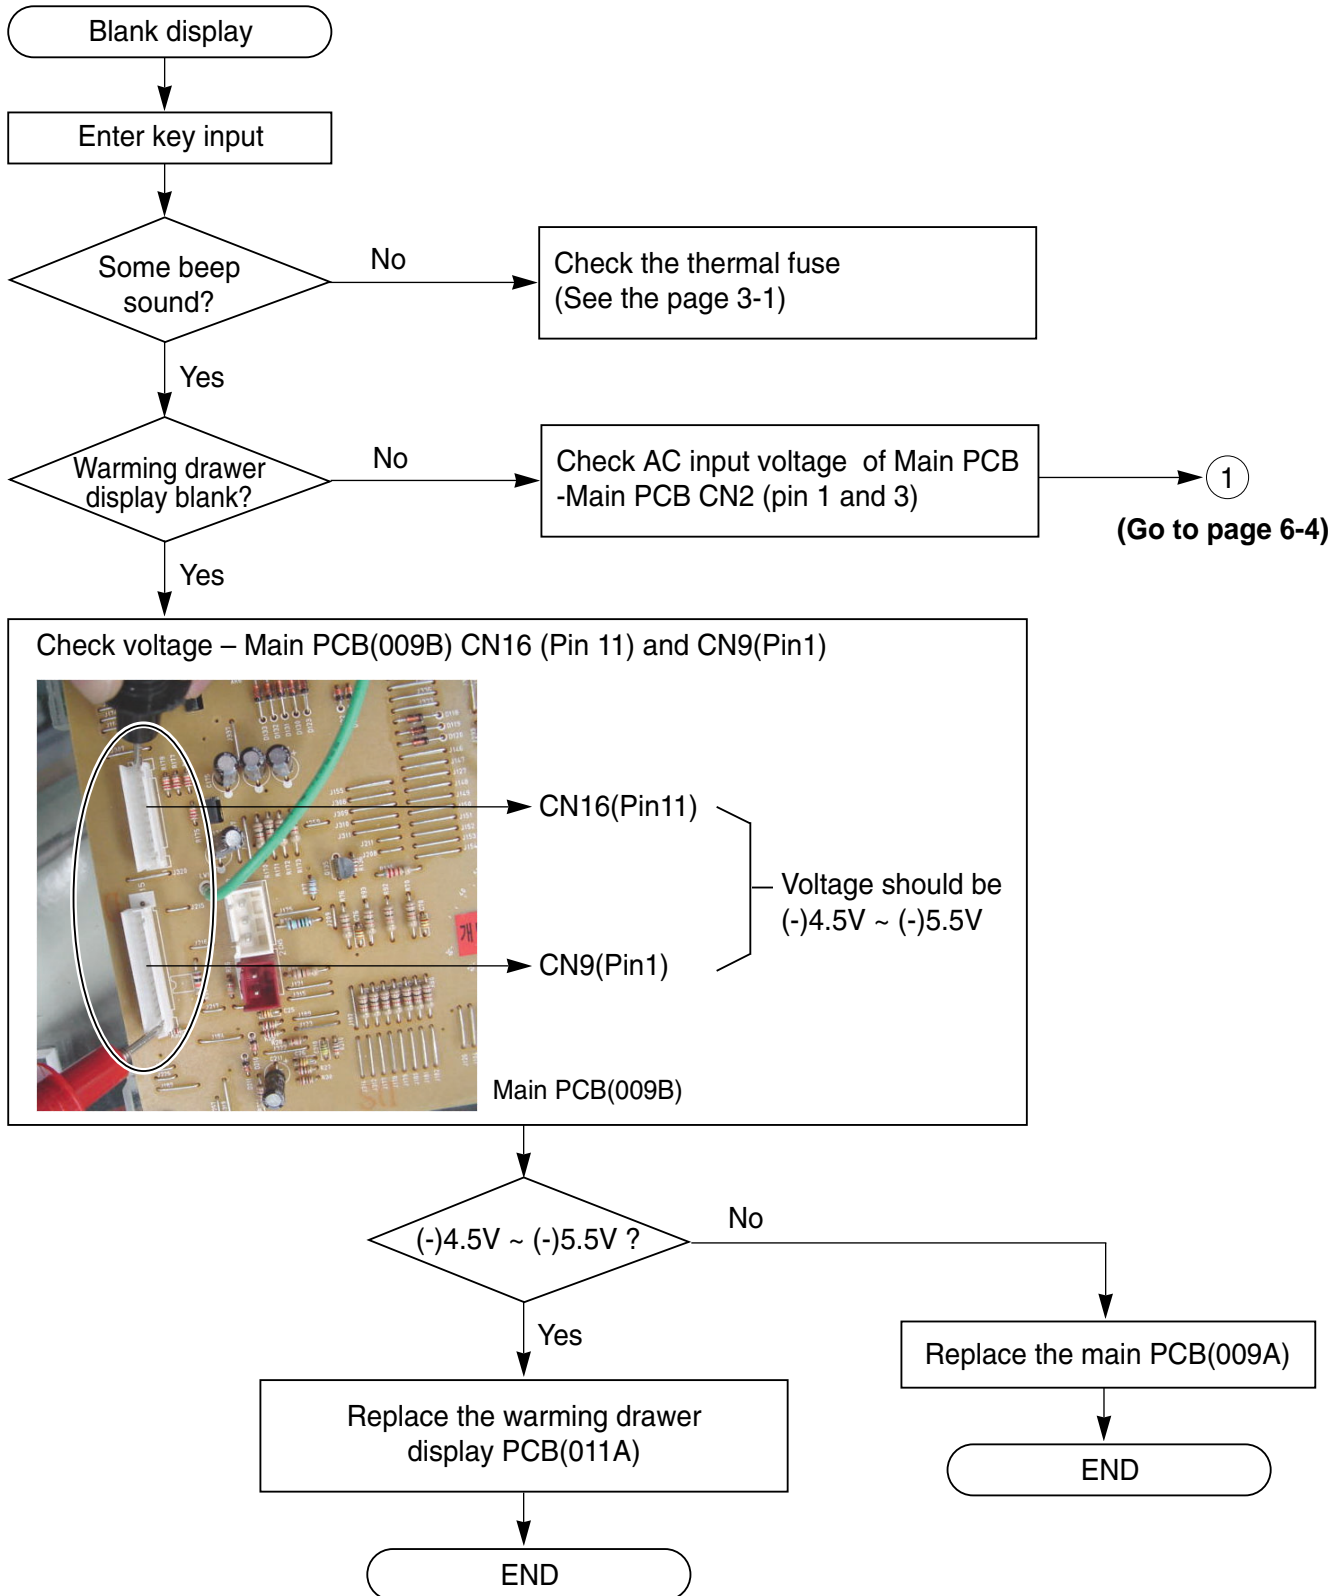 Blank display
Enter key input
Some beep
sound?
No
Check the thermal fuse
(See the page 3-1)
Yes
Warming drawer
display blank?
No
Check AC input voltage  of Main PCB
-Main PCB CN2 (pin 1 and 3)
1
(Go to page 6-4)
Yes
Check voltage – Main PCB(009B) CN16 (Pin 11) and CN9(Pin1)
CN16(Pin11)
Voltage should be
(-)4.5V ~ (-)5.5V
CN9(Pin1)
Main PCB(009B)
(-)4.5V ~ (-)5.5V ?
No
Yes
Replace the main PCB(009A)
END
Replace the warming drawer
display PCB(011A)
END